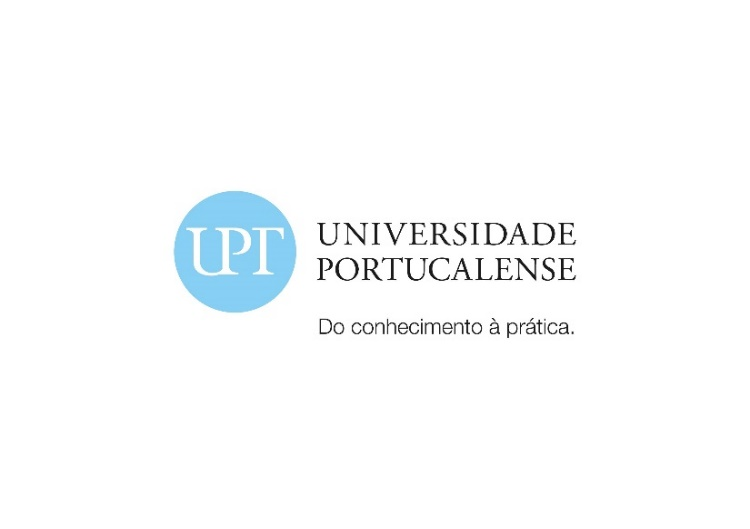 UPT
UNIVERSIDADE
PORTUCALENSE
Do conhecimento à prática.